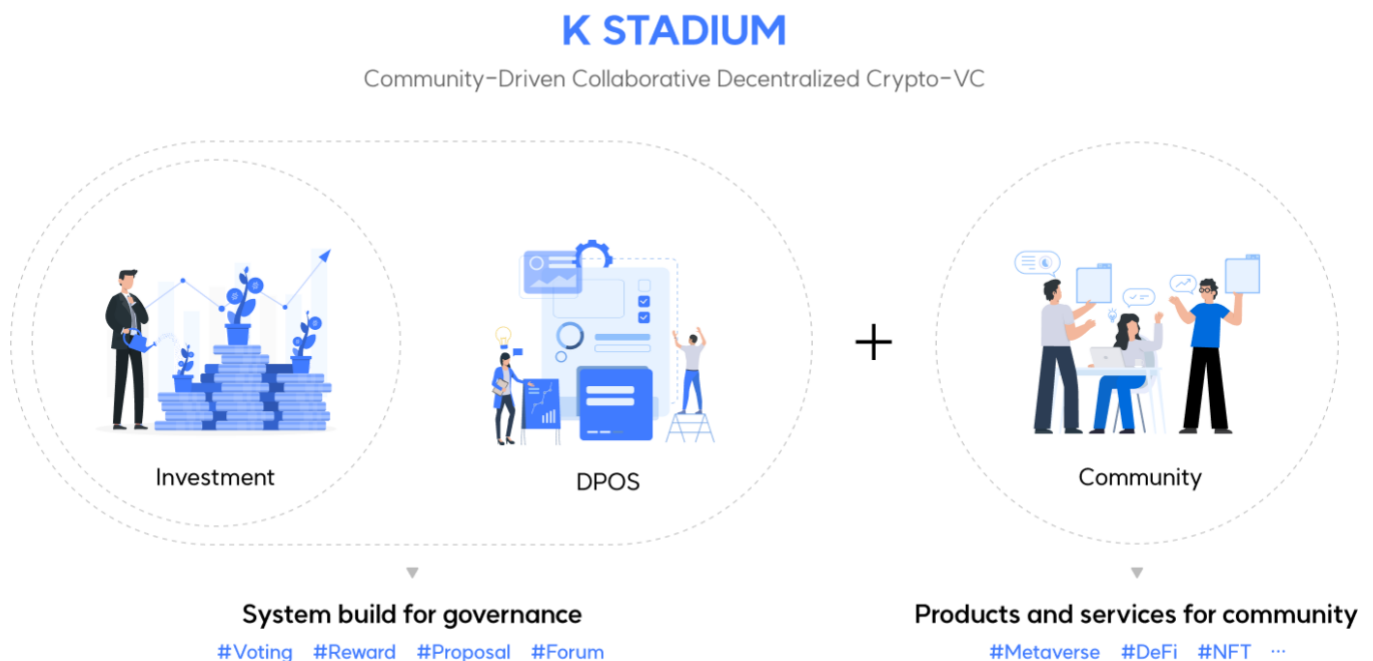 K STADIUM
Community-Driven Collaborative Decentralized Crypto-VC
+
Investment
DPOS
Community
System build for governance
#Voting #Reward #Proposal #Forum
Products and services for community
#Metaverse #DeFi #NFT ...